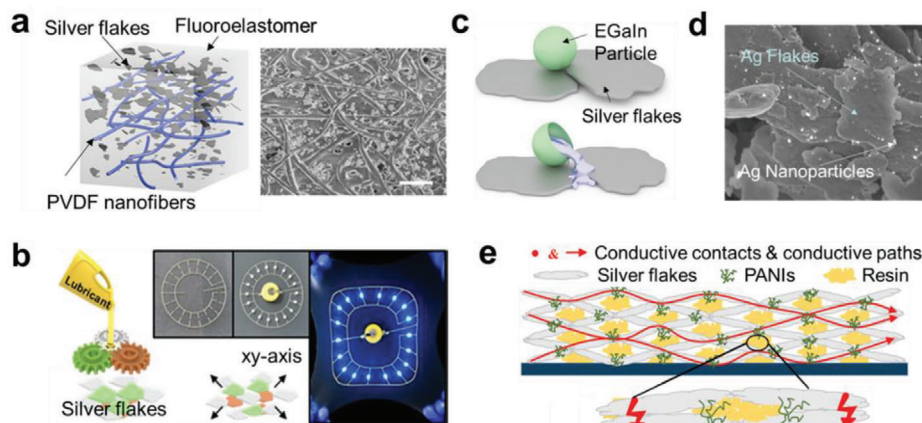 a
Silver flakes
Fluoroelastomer
PVDF nanofibers
b
Lubricant
Silver flakes
xy-axis
c
EGaIn
Particle
Silver flakes
d
Ag Flakes
Ag Nanoparticles
e
• & → Conductive contacts & conductive paths
Silver flakes
PANIs
Resin